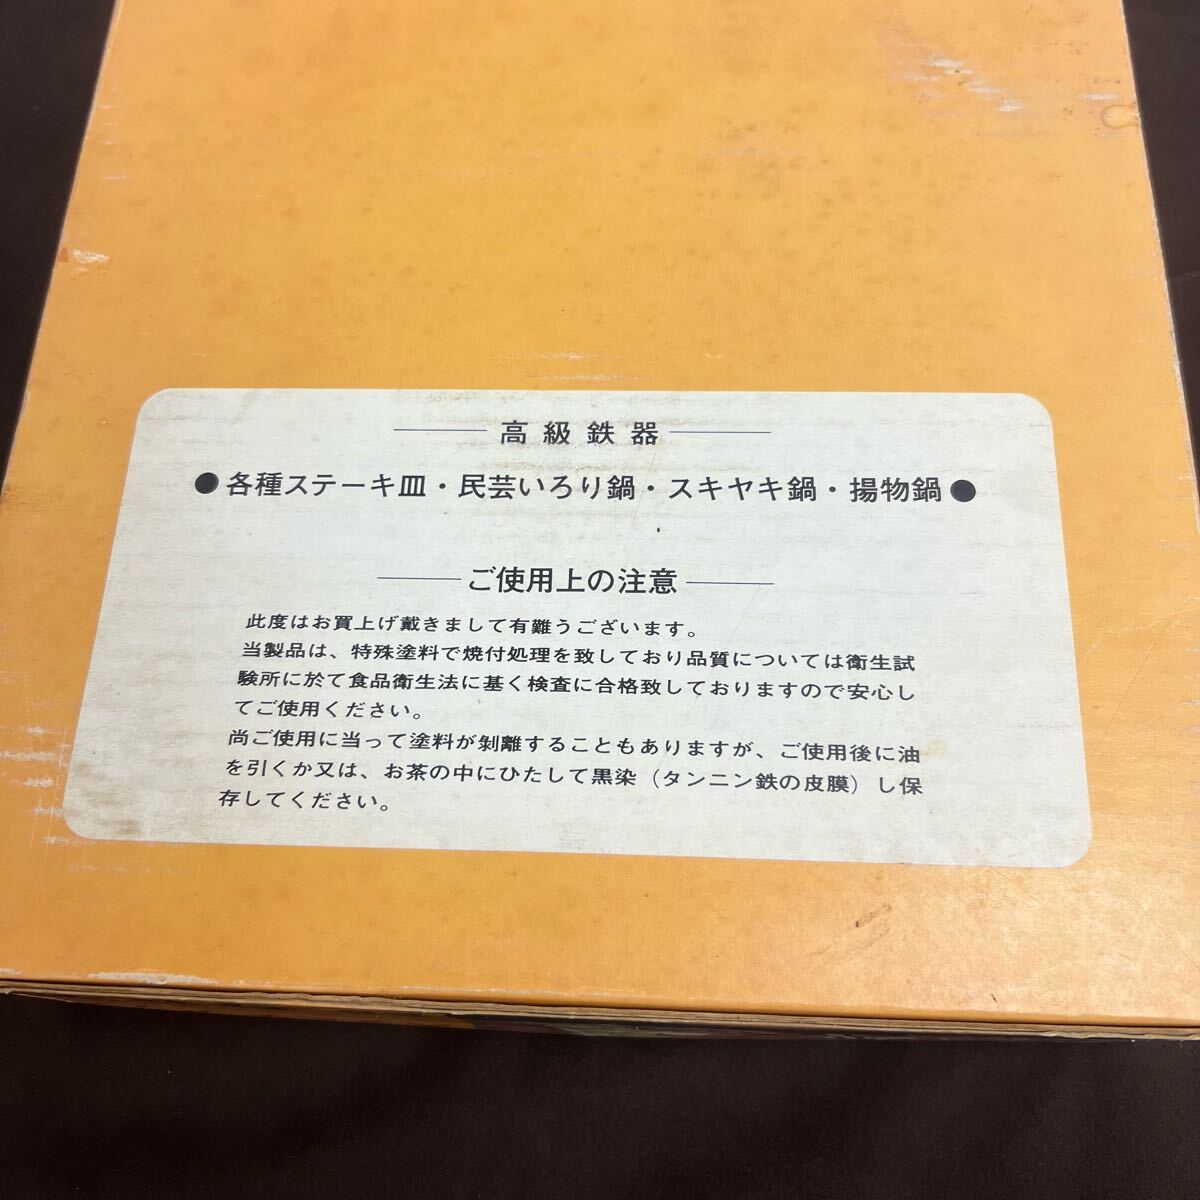 高級鉄器
●各種ステーキ皿・民芸いろり鍋・スキヤキ鍋・揚物鍋●
ご使用上の注意
此度はお買上げ戴きまして有難うございます。
当製品は、特殊塗料で焼付処理を致しており品質については衛生試
験所に於て食品衛生法に基く検査に合格致しておりますので安心し
てご使用ください。
尚ご使用に当って塗料が剝離することもありますが、ご使用後に油
を引くか又は、お茶の中にひたして黒染（タンニン鉄の皮膜）し保
存してください。